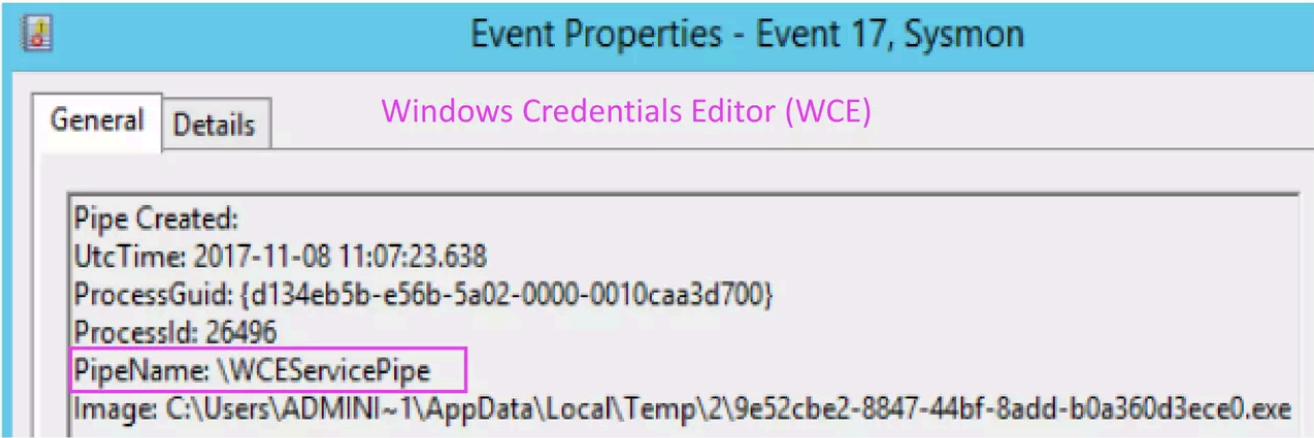 Event Properties - Event 17, Sysmon
General Details Windows Credentials Editor (WCE)
Pipe Created:
UtcTime: 2017-11-08 11:07:23.638
ProcessGuid: {d134eb5b-e56b-5a02-0000-0010caa3d700}
ProcessId: 26496
PipeName: \WCEServicePipe
Image: C:\Users\ADMINI~1\AppData\Local\Temp\2\9e52cbe2-8847-44bf-8add-b0a360d3ece0.exe